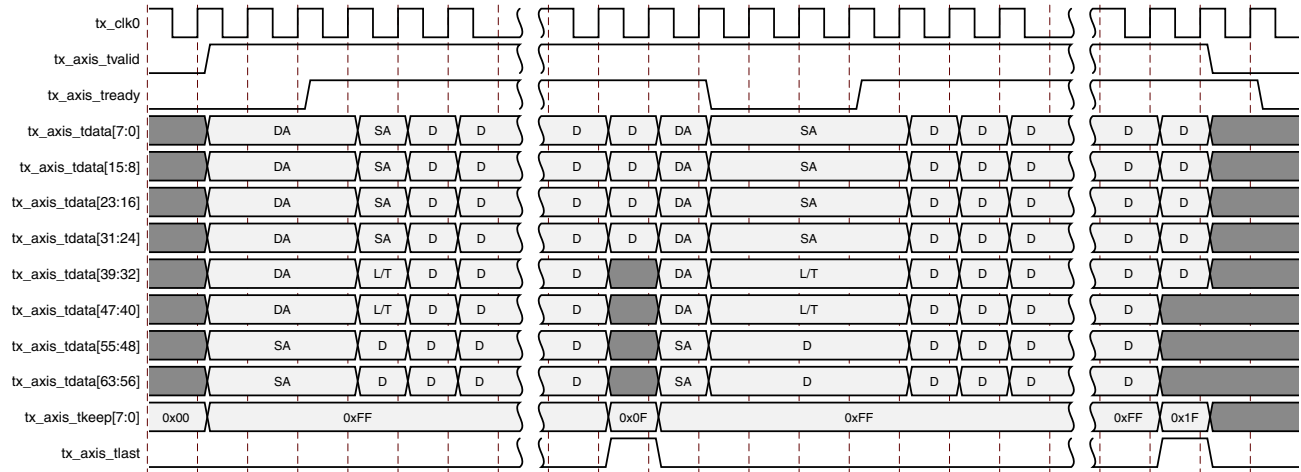 tx_clk0
tx_axis_tvalid
tx_axis_tready
tx_axis_tdata[7:0] DA SA D D D D DA SA D D D D D
tx_axis_tdata[15:8] DA SA D D D D DA SA D D D D D
tx_axis_tdata[23:16] DA SA D D D D DA SA D D D D D
tx_axis_tdata[31:24] DA SA D D D D DA SA D D D D D
tx_axis_tdata[39:32] DA L/T D D D DA L/T D D D D D
tx_axis_tdata[47:40] DA L/T D D D DA L/T D D D D
tx_axis_tdata[55:48] SA D D D D SA D D D D D
tx_axis_tdata[63:56] SA D D D D SA D D D D D
tx_axis_tkeep[7:0] 0x00 0xFF 0x0F 0xFF 0xFF 0x1F
tx_axis_tlast